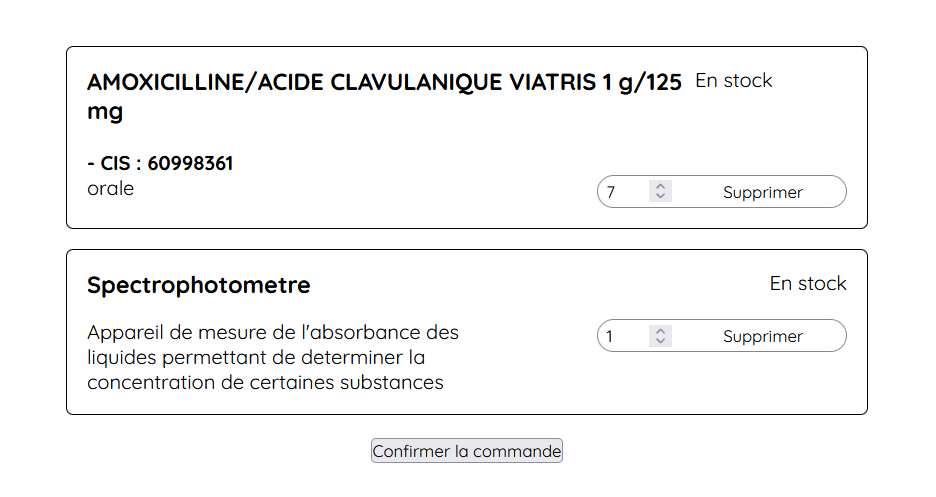 AMOXICILLINE/ACIDE CLAVULANIQUE VIATRIS 1 g/125 En stock
mg
- CIS : 60998361
orale
7 Supprimer
Spectrophotometre En stock
Appareil de mesure de l'absorbance des
liquides permettant de determiner la
concentration de certaines substances
1 Supprimer
Confirmer la commande